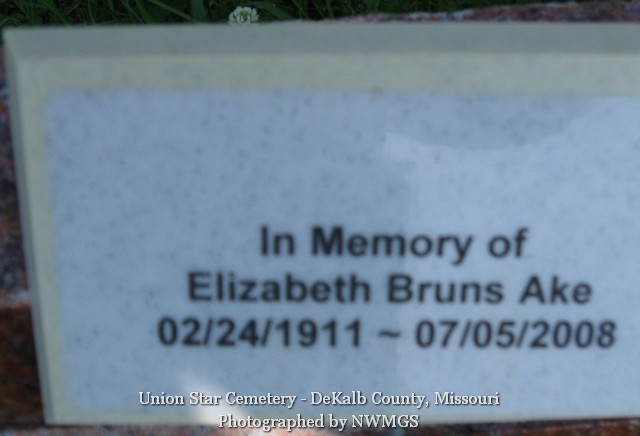 In Memory of
Elizabeth Bruns Ake
02/24/1911 ~ 07/05/2008
Union Star Cemetery - DeKalb County, Missouri
Photographed by NWMGS